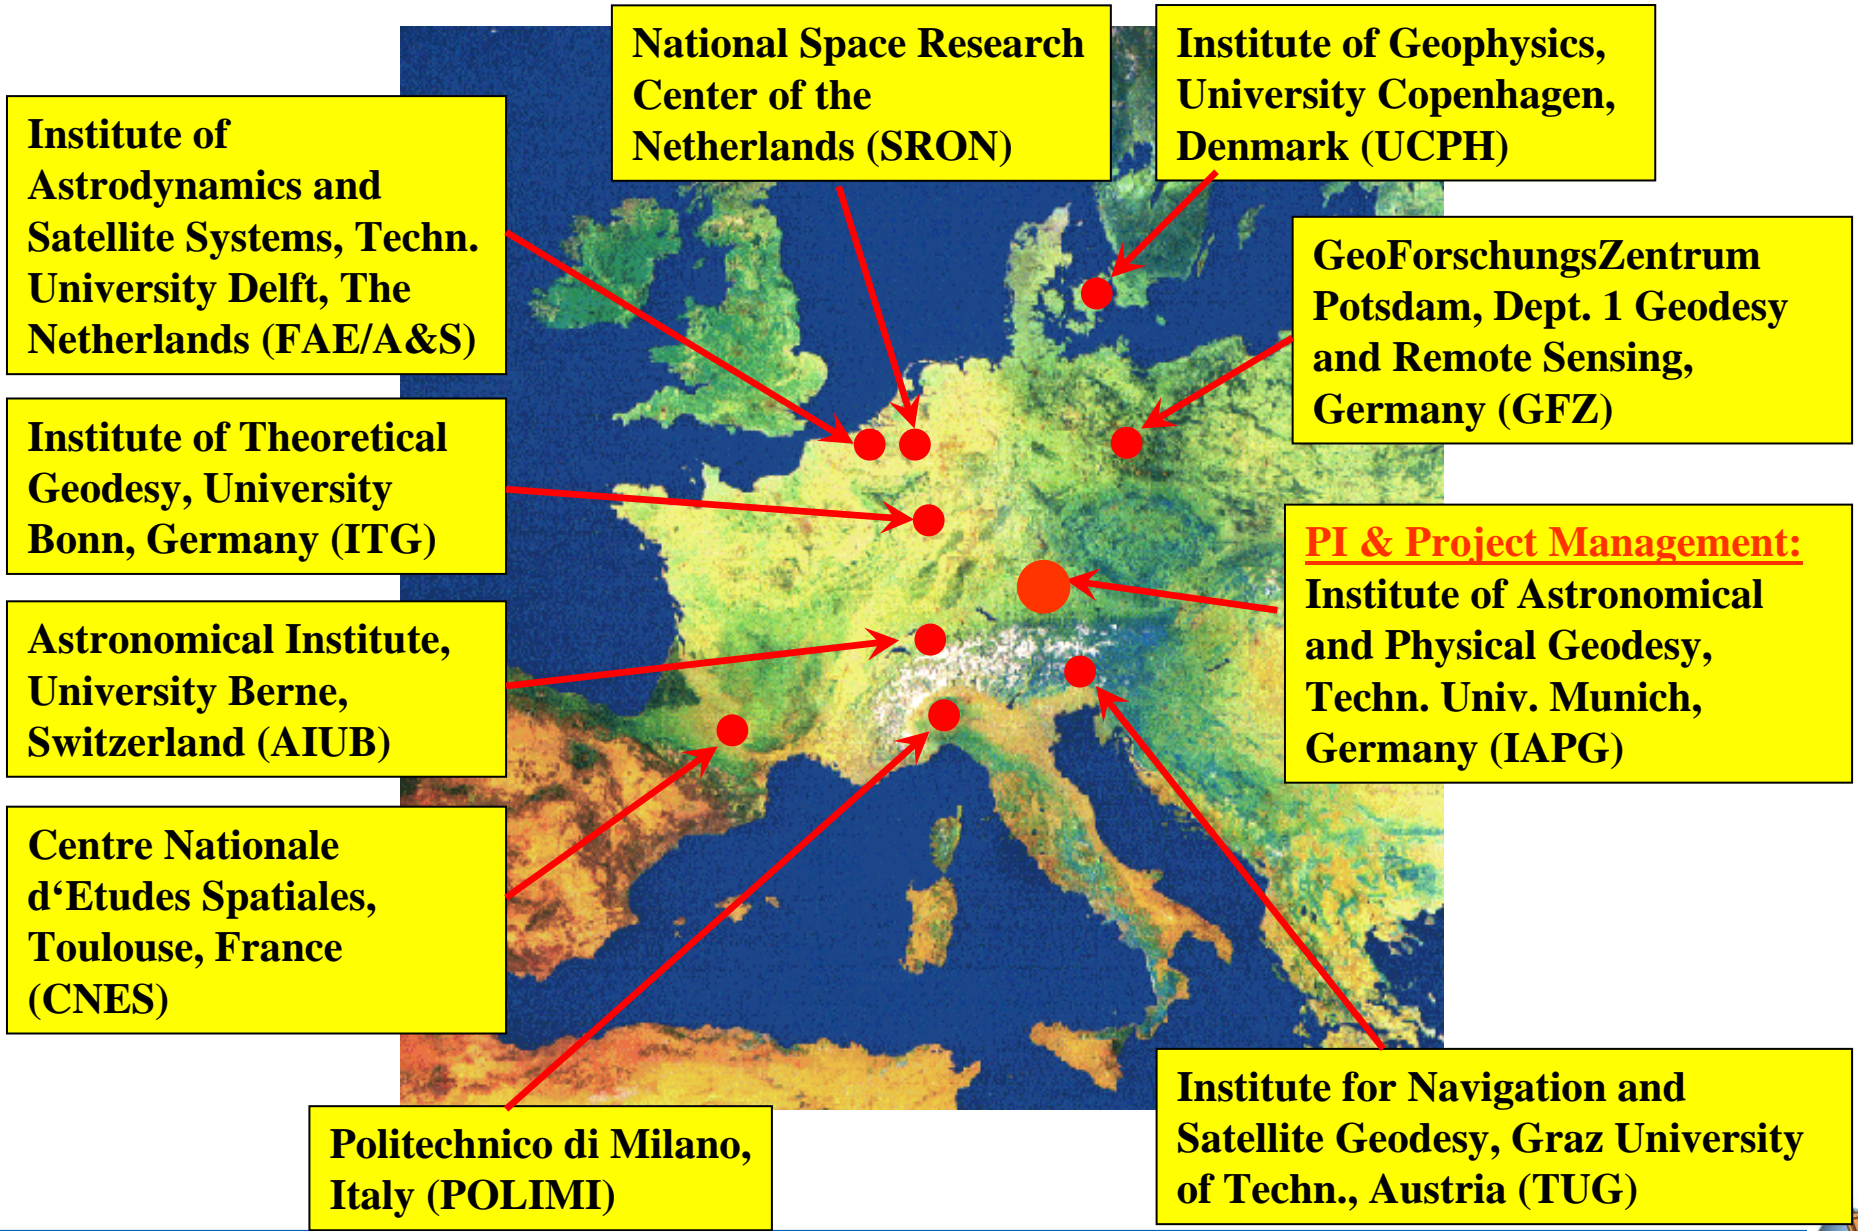 National Space Research
Center of the
Netherlands (SRON)
Institute of Geophysics,
University Copenhagen,
Denmark (UCPH)
Institute of
Astrodynamics and
Satellite Systems, Techn.
University Delft, The
Netherlands (FAE/A&S)
GeoForschungsZentrum
Potsdam, Dept. 1 Geodesy
and Remote Sensing,
Germany (GFZ)
Institute of Theoretical
Geodesy, University
Bonn, Germany (ITG)
PI & Project Management:
Institute of Astronomical
and Physical Geodesy,
Techn. Univ. Munich,
Germany (IAPG)
Astronomical Institute,
University Berne,
Switzerland (AIUB)
Centre Nationale
d‘Etudes Spatiales,
Toulouse, France
(CNES)
Politechnico di Milano,
Italy (POLIMI)
Institute for Navigation and
Satellite Geodesy, Graz University
of Techn., Austria (TUG)